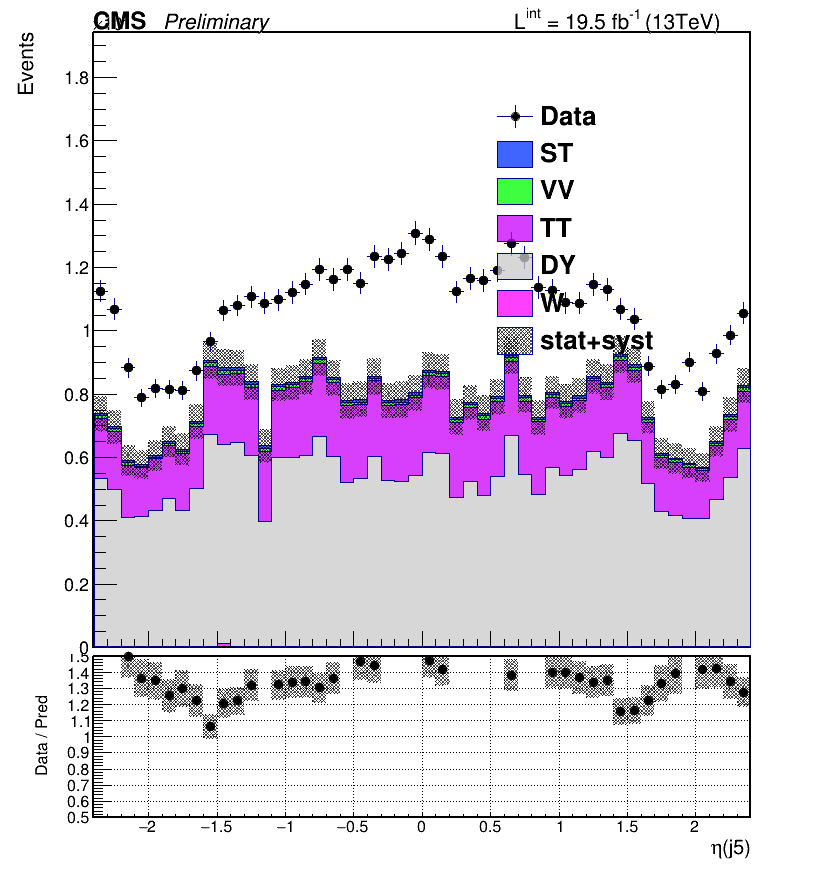 CMS Preliminary L^int = 19.5 fb^-1 (13TeV)
Events
1.8
1.6
1.4
1.2
1
0.8
0.6
0.4
0.2
0
Data
ST
VV
TT
DY
W
stat+syst
Data / Pred
1.5
1.4
1.3
1.2
1.1
1
0.9
0.8
0.7
0.6
0.5
−2 −1.5 −1 −0.5 0 0.5 1 1.5 2
η(j5)